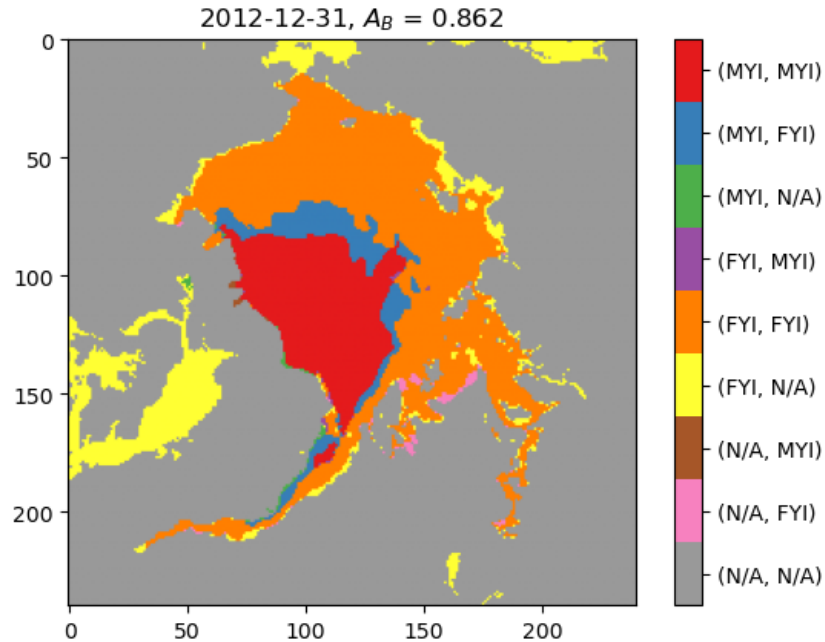 2012-12-31, A_B = 0.862
0
50
100
150
200
0
50
100
150
200
(MYI, MYI)
(MYI, FYI)
(MYI, N/A)
(FYI, MYI)
(FYI, FYI)
(FYI, N/A)
(N/A, MYI)
(N/A, FYI)
(N/A, N/A)